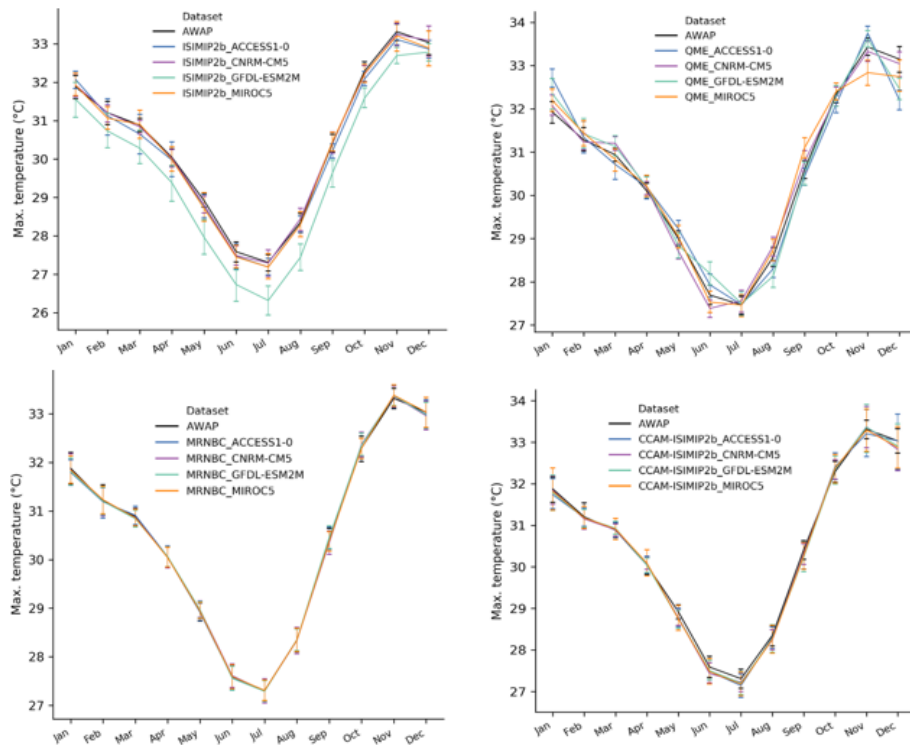 Dataset
AWAP
ISIMIP2b_ACCESS1-0
ISIMIP2b_CNRM-CM5
ISIMIP2b_GFDL-ESM2M
ISIMIP2b_MIROC5
Max. temperature (°C)
33
32
31
30
29
28
27
26
Jan
Feb
Mar
Apr
May
Jun
Jul
Aug
Sep
Oct
Nov
Dec
Dataset
AWAP
QME_ACCESS1-0
QME_CNRM-CM5
QME_GFDL-ESM2M
QME_MIROC5
Max. temperature (°C)
34
33
32
31
30
29
28
27
Jan
Feb
Mar
Apr
May
Jun
Jul
Aug
Sep
Oct
Nov
Dec
Dataset
AWAP
MRNBC_ACCESS1-0
MRNBC_CNRM-CM5
MRNBC_GFDL-ESM2M
MRNBC_MIROC5
Max. temperature (°C)
33
32
31
30
29
28
27
Jan
Feb
Mar
Apr
May
Jun
Jul
Aug
Sep
Oct
Nov
Dec
Dataset
AWAP
CCAM-ISIMIP2b_ACCESS1-0
CCAM-ISIMIP2b_CNRM-CM5
CCAM-ISIMIP2b_GFDL-ESM2M
CCAM-ISIMIP2b_MIROC5
Max. temperature (°C)
34
33
32
31
30
29
28
27
Jan
Feb
Mar
Apr
May
Jun
Jul
Aug
Sep
Oct
Nov
Dec